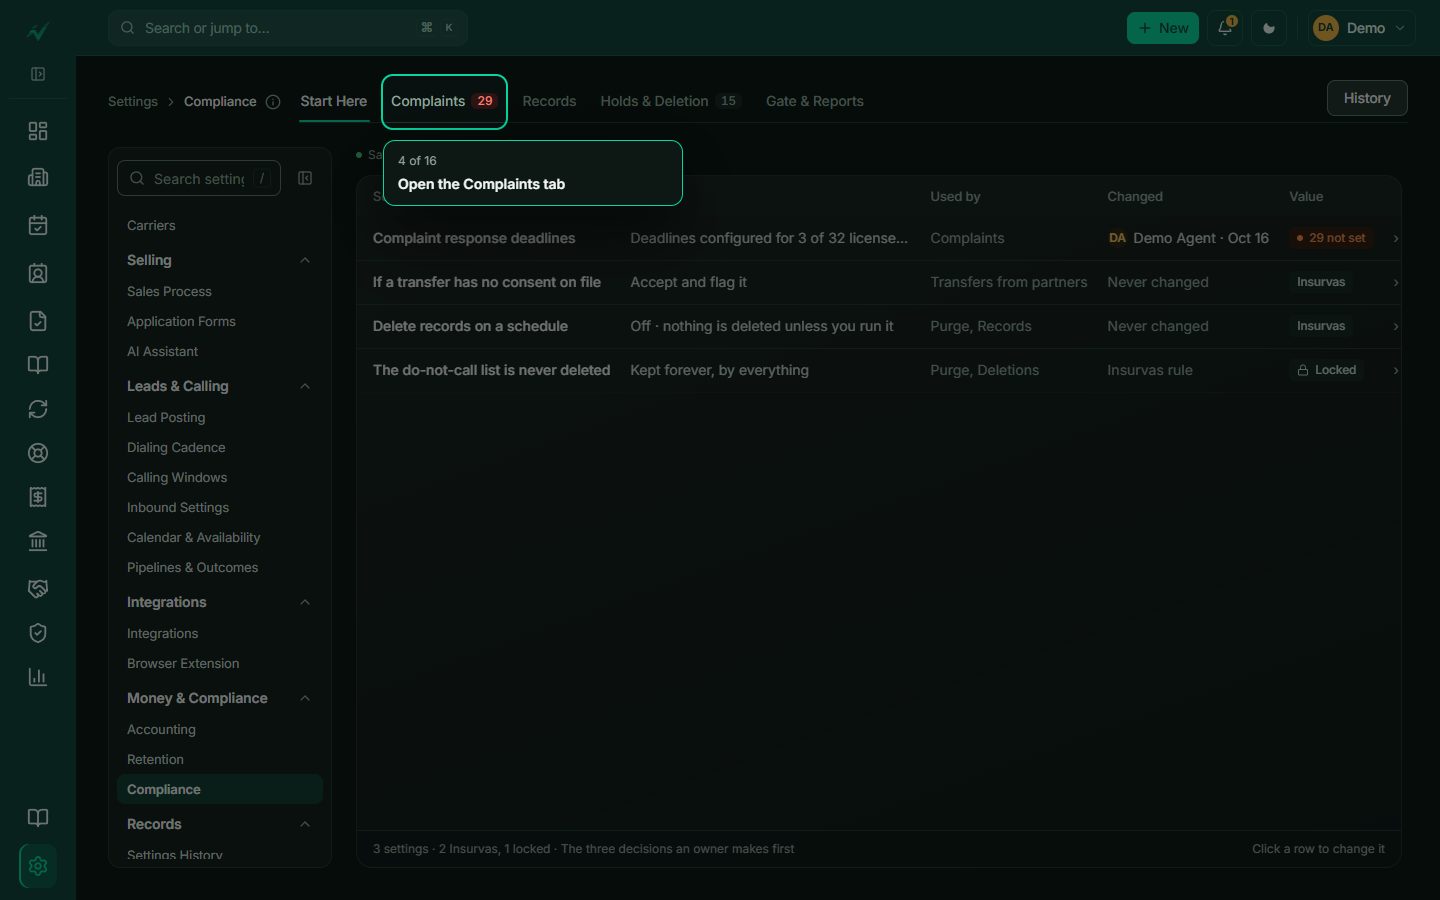 Search or jump to...
⌘ K
New
1
DA Demo
Settings > Compliance
Start Here
Complaints 29
Records
Holds & Deletion 15
Gate & Reports
History
4 of 16
Open the Complaints tab
Search setting /
Carriers
Selling
Sales Process
Application Forms
AI Assistant
Leads & Calling
Lead Posting
Dialing Cadence
Calling Windows
Inbound Settings
Calendar & Availability
Pipelines & Outcomes
Integrations
Integrations
Browser Extension
Money & Compliance
Accounting
Retention
Compliance
Records
Settings History
Used by Changed Value
Complaint response deadlines Deadlines configured for 3 of 32 license... Complaints DA Demo Agent · Oct 16 29 not set
If a transfer has no consent on file Accept and flag it Transfers from partners Never changed Insurvas
Delete records on a schedule Off · nothing is deleted unless you run it Purge, Records Never changed Insurvas
The do-not-call list is never deleted Kept forever, by everything Purge, Deletions Insurvas rule Locked
3 settings · 2 Insurvas, 1 locked · The three decisions an owner makes first
Click a row to change it